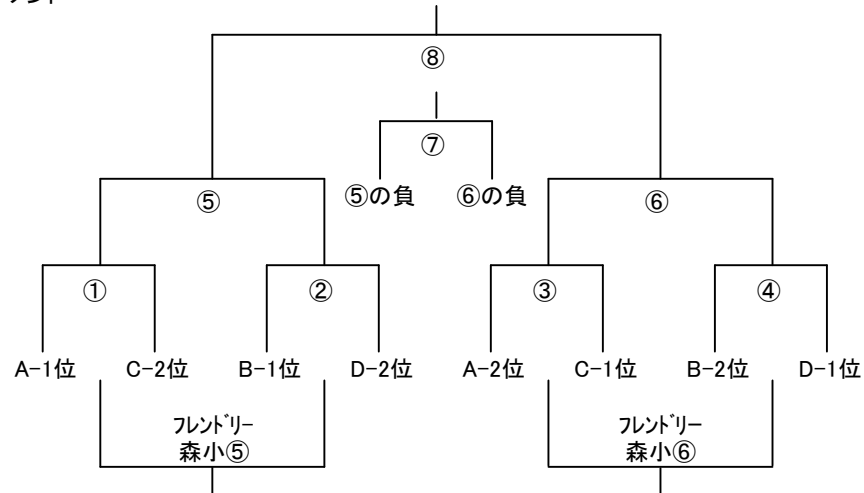 ⑧
⑦
⑤ ⑤の負 ⑥の負 ⑥
① ② ③ ④
A-1位 C-2位 B-1位 D-2位 A-2位 C-1位 B-2位 D-1位
ﾌﾚﾝﾄﾞﾘｰ ﾌﾚﾝﾄﾞﾘｰ
森小⑤ 森小⑥